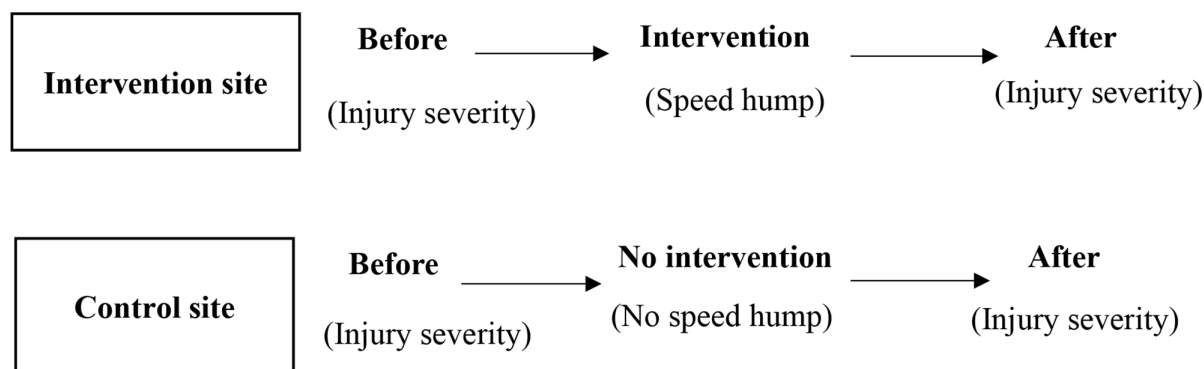 Intervention site
Before
Intervention
After
(Injury severity)
(Speed hump)
(Injury severity)
Control site
Before
No intervention
After
(Injury severity)
(No speed hump)
(Injury severity)